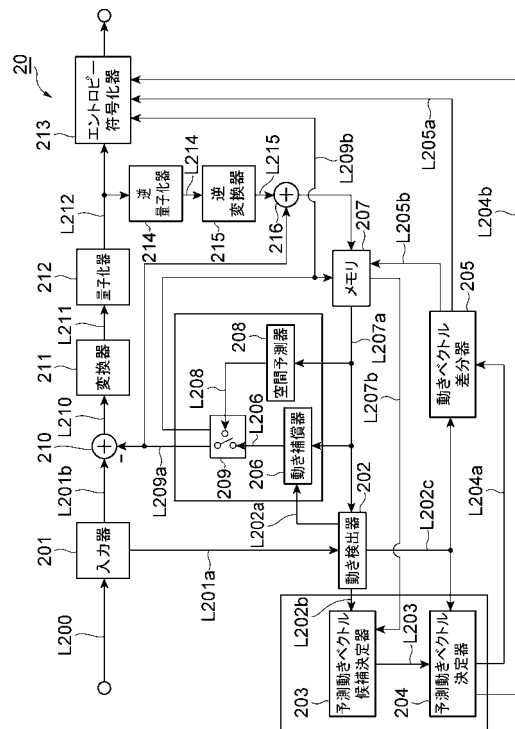 20
L200
201
入力器
L201b
210
-
L210
211
変換器
L211
212
量子化器
L212
213
エントロピー
符号化器
逆
量子化器
214
L214
逆
変換器
215
L215
216
L209b
L205a
L204b
L209a
209
L208
208
空間予測器
L206
206
動き補償器
L202a
207
メモリ
L207a
L207b
L205b
205
動きベクトル
差分器
L201a
202
動き検出器
L202b
L202c
L204a
203
予測動きベクトル
候補決定器
L203
204
予測動きベクトル
決定器